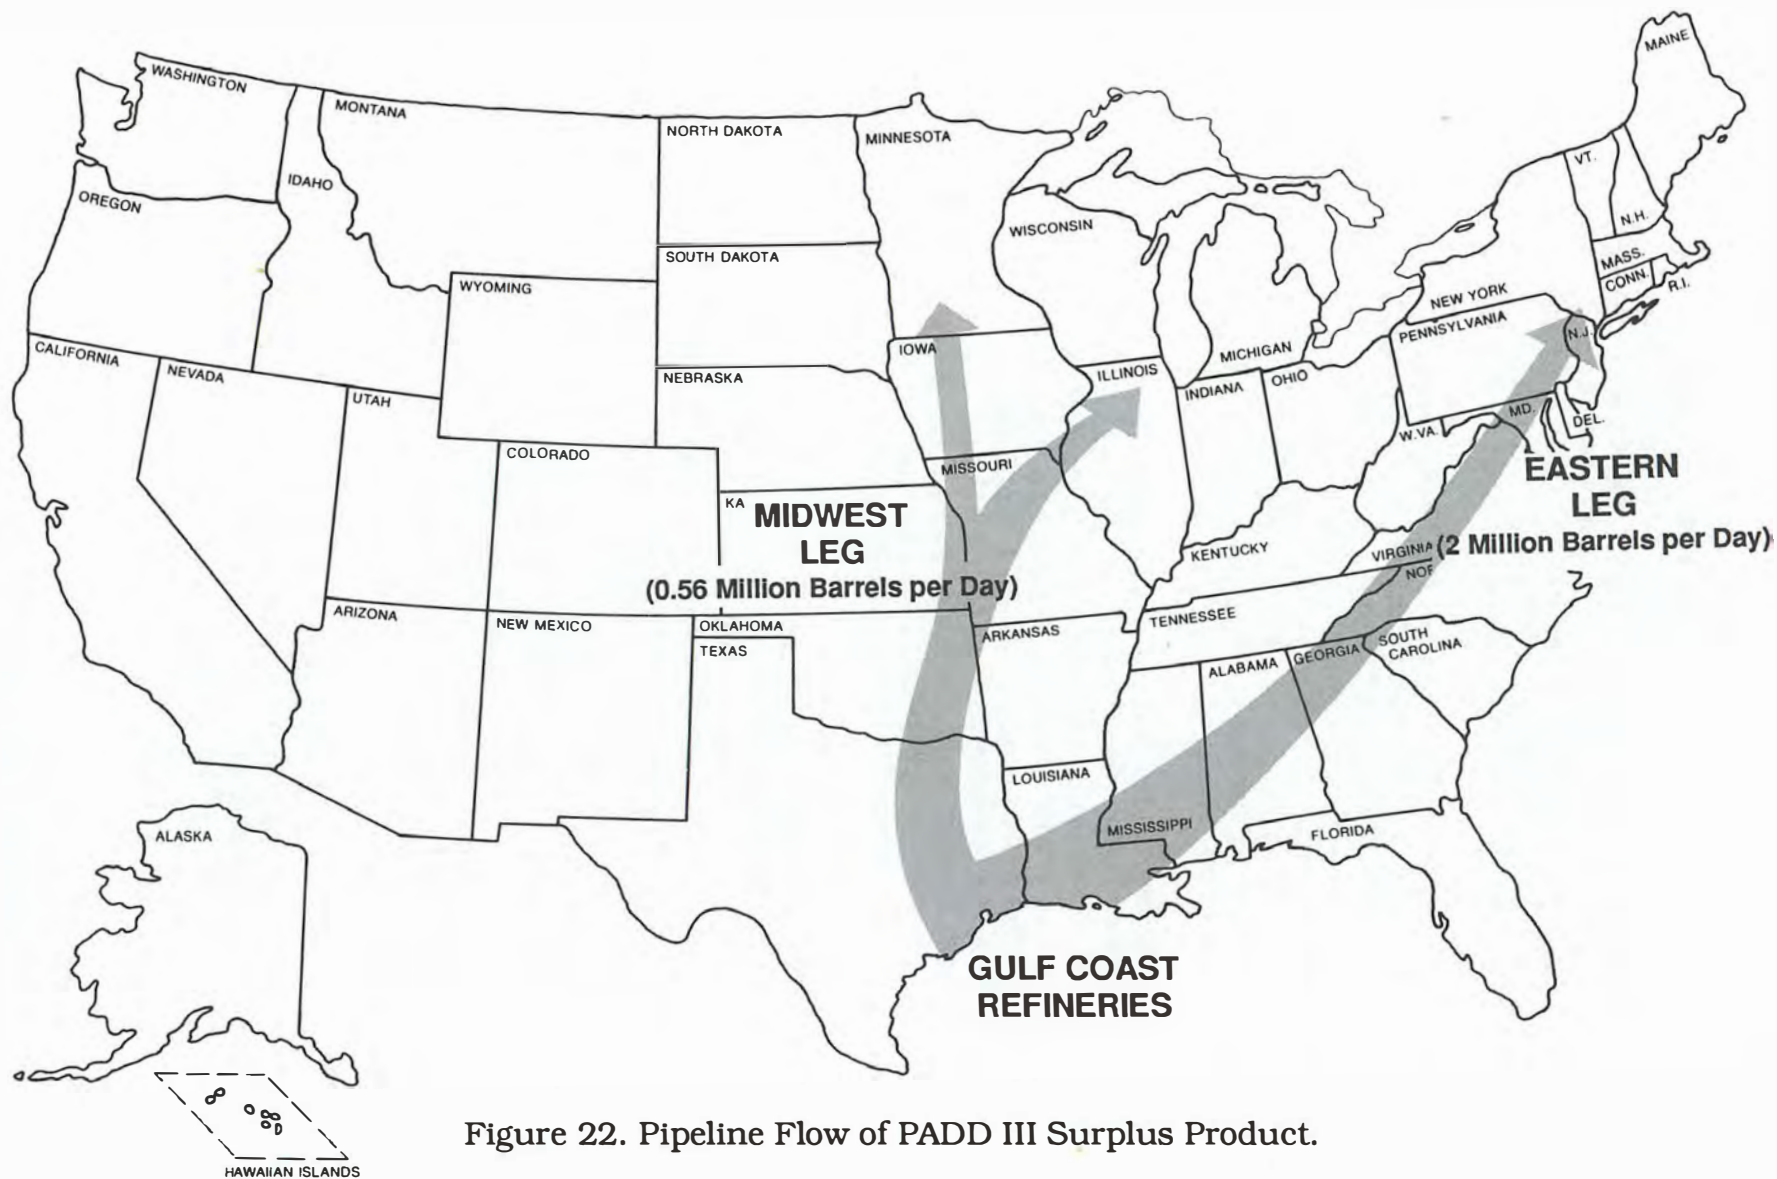 MAINE
WASHINGTON
MONTANA
NORTH DAKOTA
MINNESOTA
VT.
IDAHO
OREGON
N.H.
WISCONSIN
SOUTH DAKOTA
MASS.
WYOMING
CONN.
R.I.
NEW YORK
PENNSYLVANIA
N.J.
CALIFORNIA
NEVADA
IOWA
MICHIGAN
NEBRASKA
ILLINOIS
INDIANA
OHIO
UTAH
MD.
DEL.
W.VA.
COLORADO
MISSOURI
EASTERN
LEG
(2 Million Barrels per Day)
KA
MIDWEST
LEG
(0.56 Million Barrels per Day)
KENTUCKY
VIRGINIA
NOR
ARIZONA
NEW MEXICO
OKLAHOMA
TEXAS
ARKANSAS
TENNESSEE
SOUTH
CAROLINA
ALABAMA
GEORGIA
LOUISIANA
MISSISSIPPI
FLORIDA
ALASKA
GULF COAST
REFINERIES
HAWAIIAN ISLANDS
Figure 22. Pipeline Flow of PADD III Surplus Product.